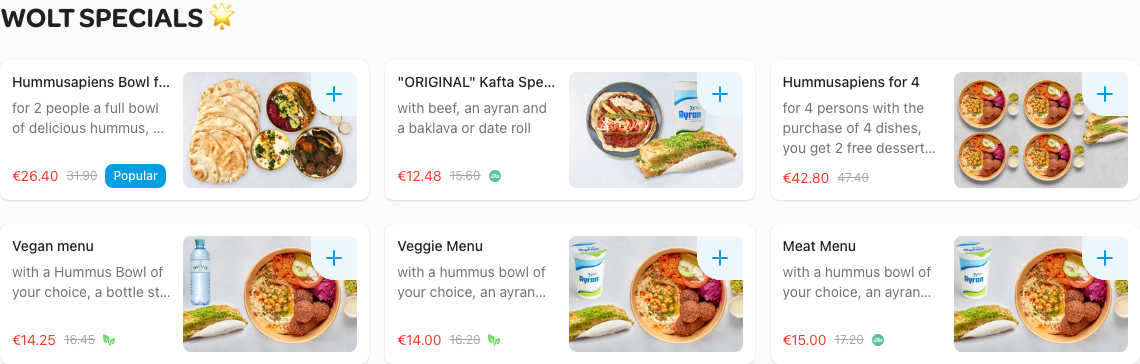 WOLT SPECIALS 🌟
Hummusapiens Bowl f...
for 2 people a full bowl
of delicious hummus, ...
€26.40 31.90 Popular
"ORIGINAL" Kafta Spe...
with beef, an ayran and
a baklava or date roll
€12.48 15.60
Ayran
Hummusapiens for 4
for 4 persons with the
purchase of 4 dishes,
you get 2 free dessert...
€42.80 47.40
Vegan menu
with a Hummus Bowl of
your choice, a bottle st...
€14.25 16.45
Veggie Menu
with a hummus bowl of
your choice, an ayran...
€14.00 16.20
Ayran
Meat Menu
with a hummus bowl of
your choice, an ayran...
€15.00 17.20
Ayran